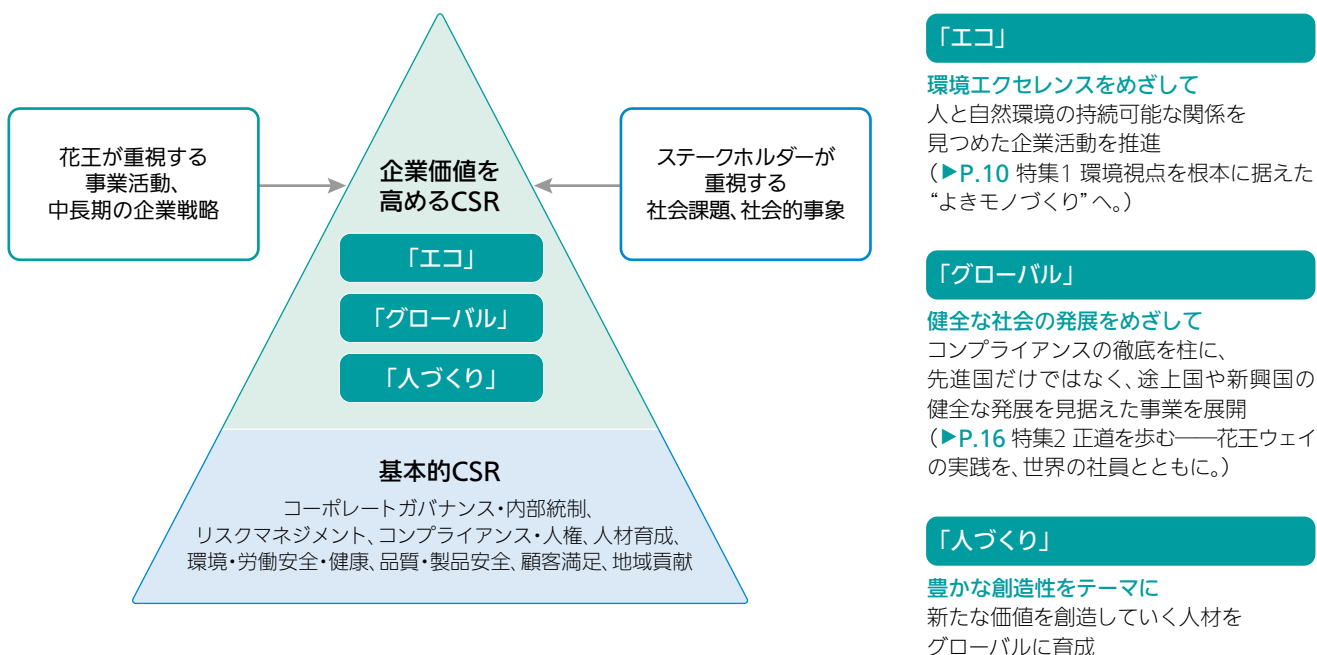 花王が重視する
事業活動、
中長期の企業戦略
企業価値を
高めるCSR
「エコ」
「グローバル」
「人づくり」
ステークホルダーが
重視する
社会課題、社会的事象
基本的CSR
コーポレートガバナンス・内部統制、
リスクマネジメント、コンプライアンス・人権、人材育成、
環境・労働安全・健康、品質・製品安全、顧客満足、地域貢献
「エコ」
環境エクセレンスをめざして
人と自然環境の持続可能な関係を
見つめた企業活動を推進
（▶P.10 特集1 環境視点を根本に据えた
“よきモノづくり”へ。）
「グローバル」
健全な社会の発展をめざして
コンプライアンスの徹底を柱に、
先進国だけではなく、途上国や新興国の
健全な発展を見据えた事業を展開
（▶P.16 特集2 正道を歩む――花王ウェイ
の実践を、世界の社員とともに。）
「人づくり」
豊かな創造性をテーマに
新たな価値を創造していく人材を
グローバルに育成